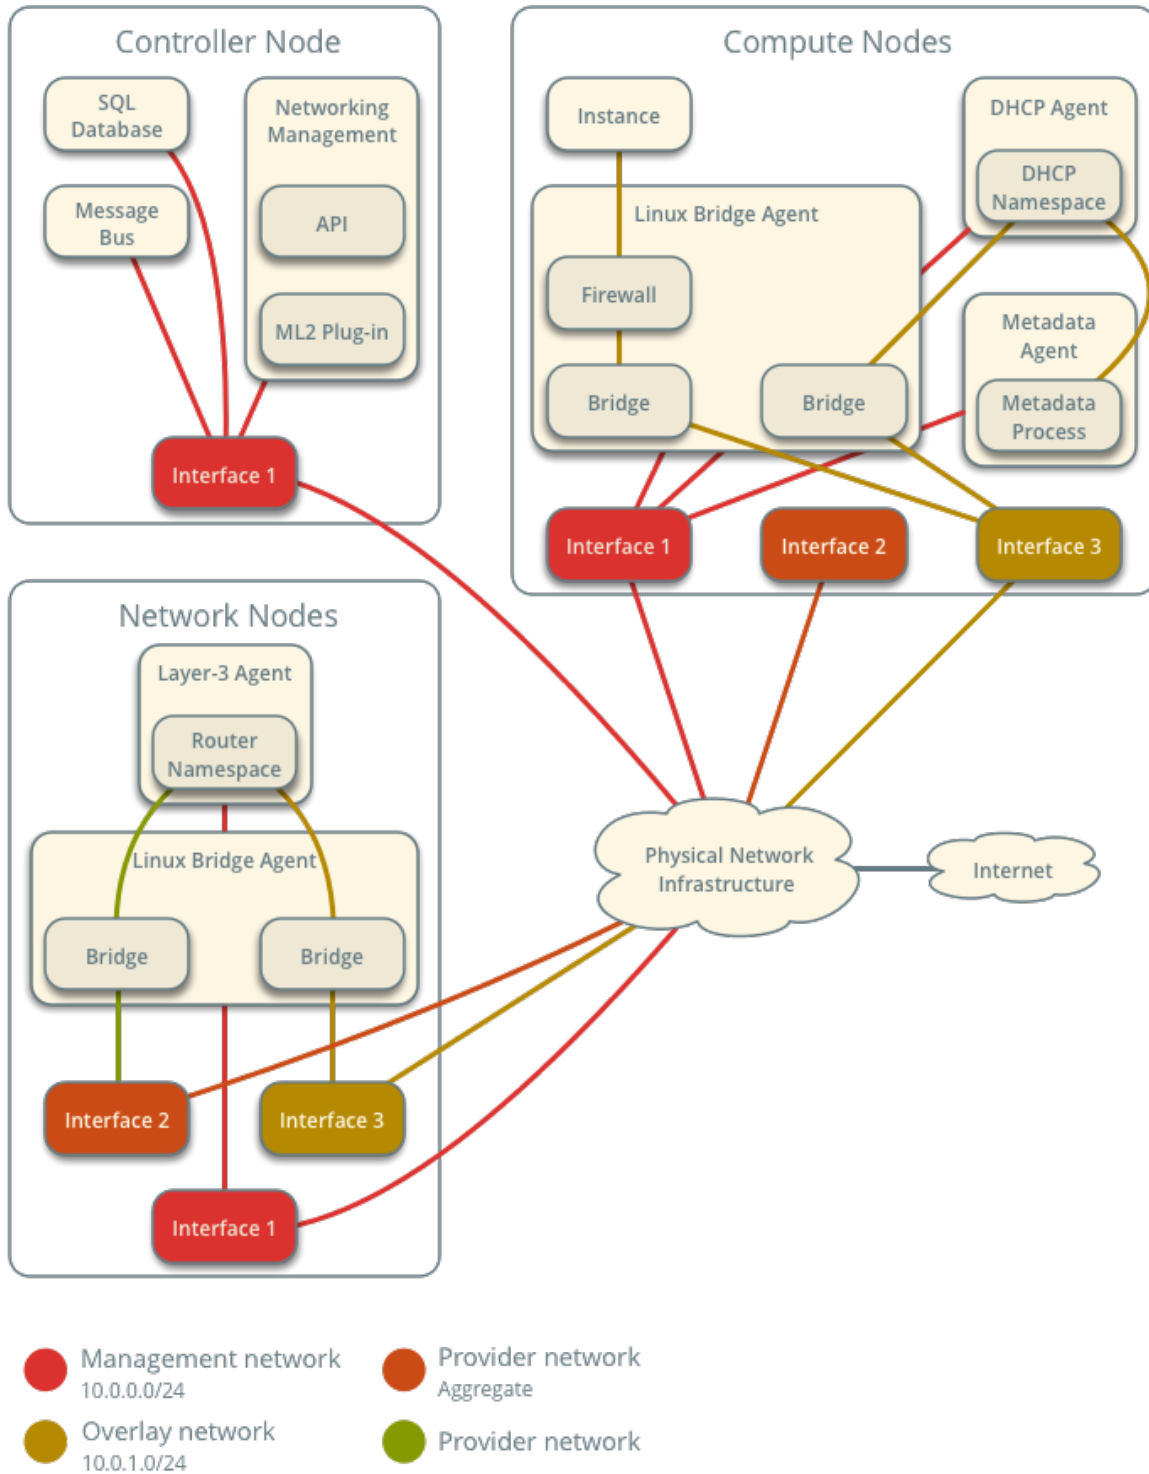 Controller Node
SQL
Database
Networking
Management
Message
Bus
API
ML2 Plug-in
Interface 1
Compute Nodes
Instance
DHCP Agent
DHCP
Namespace
Linux Bridge Agent
Firewall
Metadata
Agent
Bridge
Bridge
Metadata
Process
Interface 1
Interface 2
Interface 3
Network Nodes
Layer-3 Agent
Router
Namespace
Linux Bridge Agent
Bridge
Bridge
Interface 2
Interface 3
Interface 1
Physical Network
Infrastructure
Internet
Management network
10.0.0.0/24
Provider network
Aggregate
Overlay network
10.0.1.0/24
Provider network